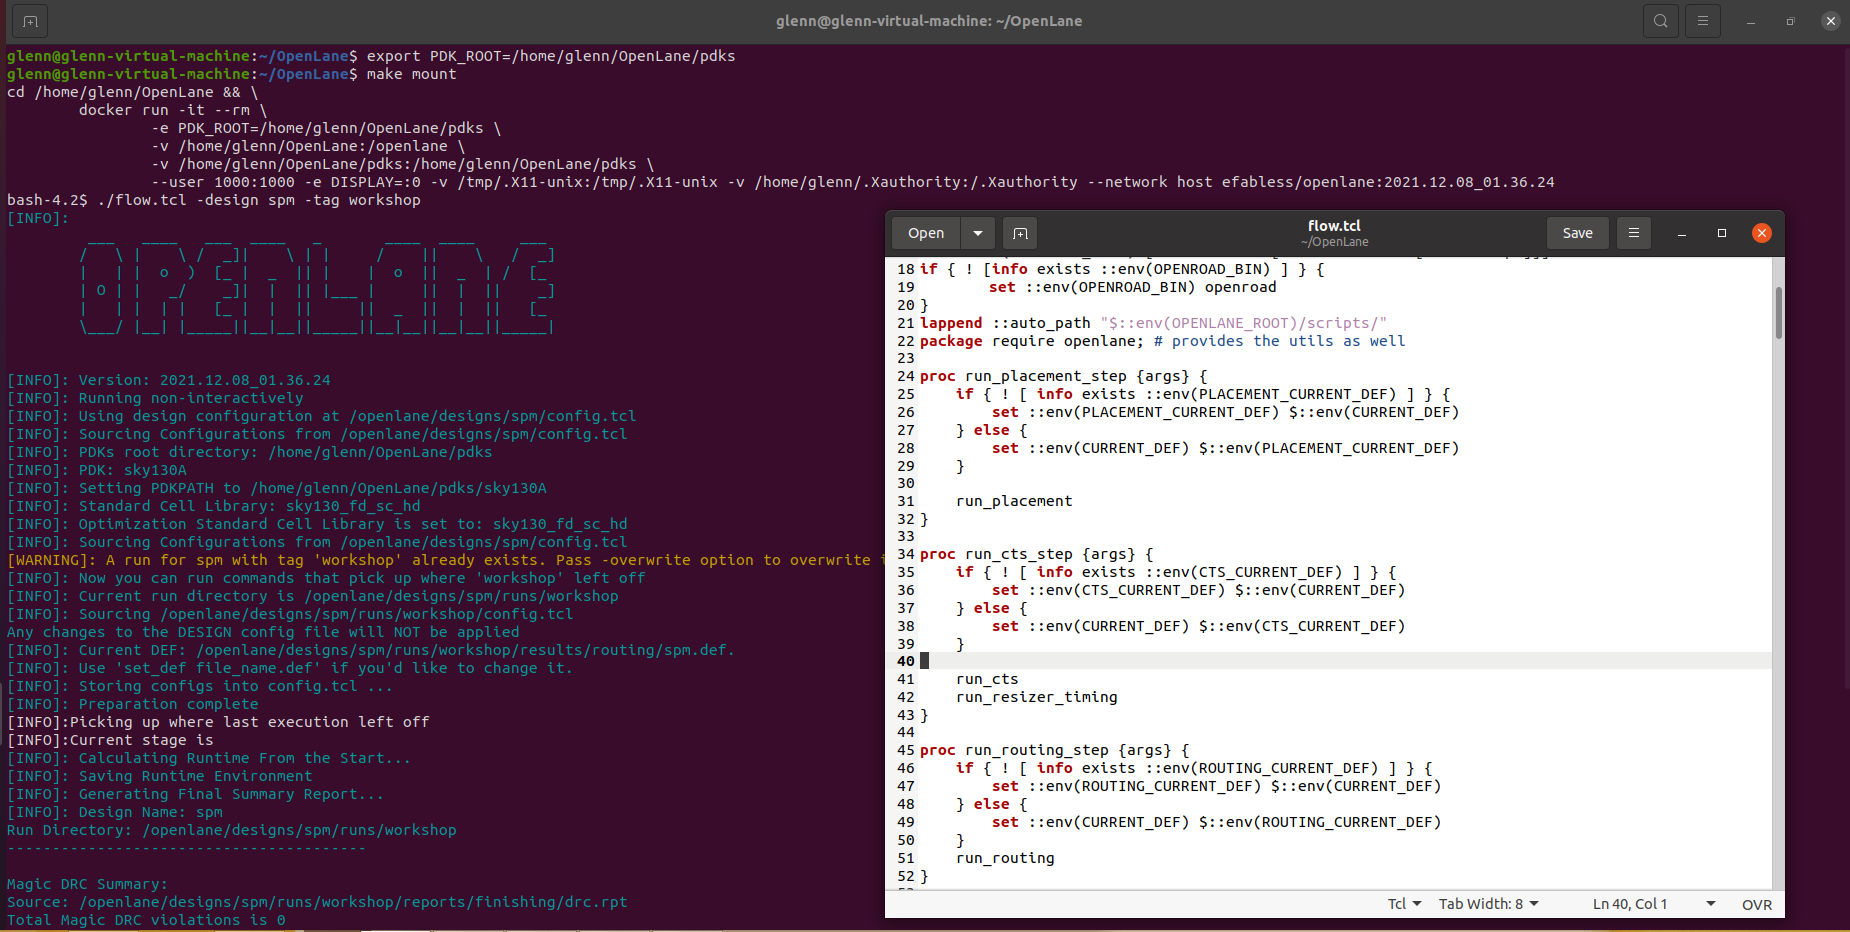 glenn@glenn-virtual-machine: ~/OpenLane
glenn@glenn-virtual-machine:~/OpenLane$ export PDK_ROOT=/home/glenn/OpenLane/pdks
glenn@glenn-virtual-machine:~/OpenLane$ make mount
cd /home/glenn/OpenLane && \
docker run -it --rm \
-e PDK_ROOT=/home/glenn/OpenLane/pdks \
-v /home/glenn/OpenLane:/openlane \
-v /home/glenn/OpenLane/pdks:/home/glenn/OpenLane/pdks \
--user 1000:1000 -e DISPLAY=:0 -v /tmp/.X11-unix:/tmp/.X11-unix -v /home/glenn/.Xauthority:/.Xauthority --network host efabless/openlane:2021.12.08_01.36.24
bash-4.2$ ./flow.tcl -design spm -tag workshop
[INFO]:
OPENLANE
[INFO]: Version: 2021.12.08_01.36.24
[INFO]: Running non-interactively
[INFO]: Using design configuration at /openlane/designs/spm/config.tcl
[INFO]: Sourcing Configurations from /openlane/designs/spm/config.tcl
[INFO]: PDKs root directory: /home/glenn/OpenLane/pdks
[INFO]: PDK: sky130A
[INFO]: Setting PDKPATH to /home/glenn/OpenLane/pdks/sky130A
[INFO]: Standard Cell Library: sky130_fd_sc_hd
[INFO]: Optimization Standard Cell Library is set to: sky130_fd_sc_hd
[INFO]: Sourcing Configurations from /openlane/designs/spm/config.tcl
[WARNING]: A run for spm with tag 'workshop' already exists. Pass -overwrite option to overwrite
[INFO]: Now you can run commands that pick up where 'workshop' left off
[INFO]: Current run directory is /openlane/designs/spm/runs/workshop
[INFO]: Sourcing /openlane/designs/spm/runs/workshop/config.tcl
Any changes to the DESIGN config file will NOT be applied
[INFO]: Current DEF: /openlane/designs/spm/runs/workshop/results/routing/spm.def.
[INFO]: Use 'set_def file_name.def' if you'd like to change it.
[INFO]: Storing configs into config.tcl ...
[INFO]: Preparation complete
[INFO]:Picking up where last execution left off
[INFO]:Current stage is
[INFO]: Calculating Runtime From the Start...
[INFO]: Saving Runtime Environment
[INFO]: Generating Final Summary Report...
[INFO]: Design Name: spm
Run Directory: /openlane/designs/spm/runs/workshop
----------------------------------------
Magic DRC Summary:
Source: /openlane/designs/spm/runs/workshop/reports/finishing/drc.rpt
Total Magic DRC violations is 0
Open
flow.tcl
~/OpenLane
Save
18 if { ! [info exists ::env(OPENROAD_BIN) ] } {
19 set ::env(OPENROAD_BIN) openroad
20 }
21 lappend ::auto_path "$::env(OPENLANE_ROOT)/scripts/"
22 package require openlane; # provides the utils as well
23
24 proc run_placement_step {args} {
25 if { ! [ info exists ::env(PLACEMENT_CURRENT_DEF) ] } {
26 set ::env(PLACEMENT_CURRENT_DEF) $::env(CURRENT_DEF)
27 } else {
28 set ::env(CURRENT_DEF) $::env(PLACEMENT_CURRENT_DEF)
29 }
30
31 run_placement
32 }
33
34 proc run_cts_step {args} {
35 if { ! [ info exists ::env(CTS_CURRENT_DEF) ] } {
36 set ::env(CTS_CURRENT_DEF) $::env(CURRENT_DEF)
37 } else {
38 set ::env(CURRENT_DEF) $::env(CTS_CURRENT_DEF)
39 }
40
41 run_cts
42 run_resizer_timing
43 }
44
45 proc run_routing_step {args} {
46 if { ! [ info exists ::env(ROUTING_CURRENT_DEF) ] } {
47 set ::env(ROUTING_CURRENT_DEF) $::env(CURRENT_DEF)
48 } else {
49 set ::env(CURRENT_DEF) $::env(ROUTING_CURRENT_DEF)
50 }
51 run_routing
52 }
Tcl
Tab Width: 8
Ln 40, Col 1
OVR